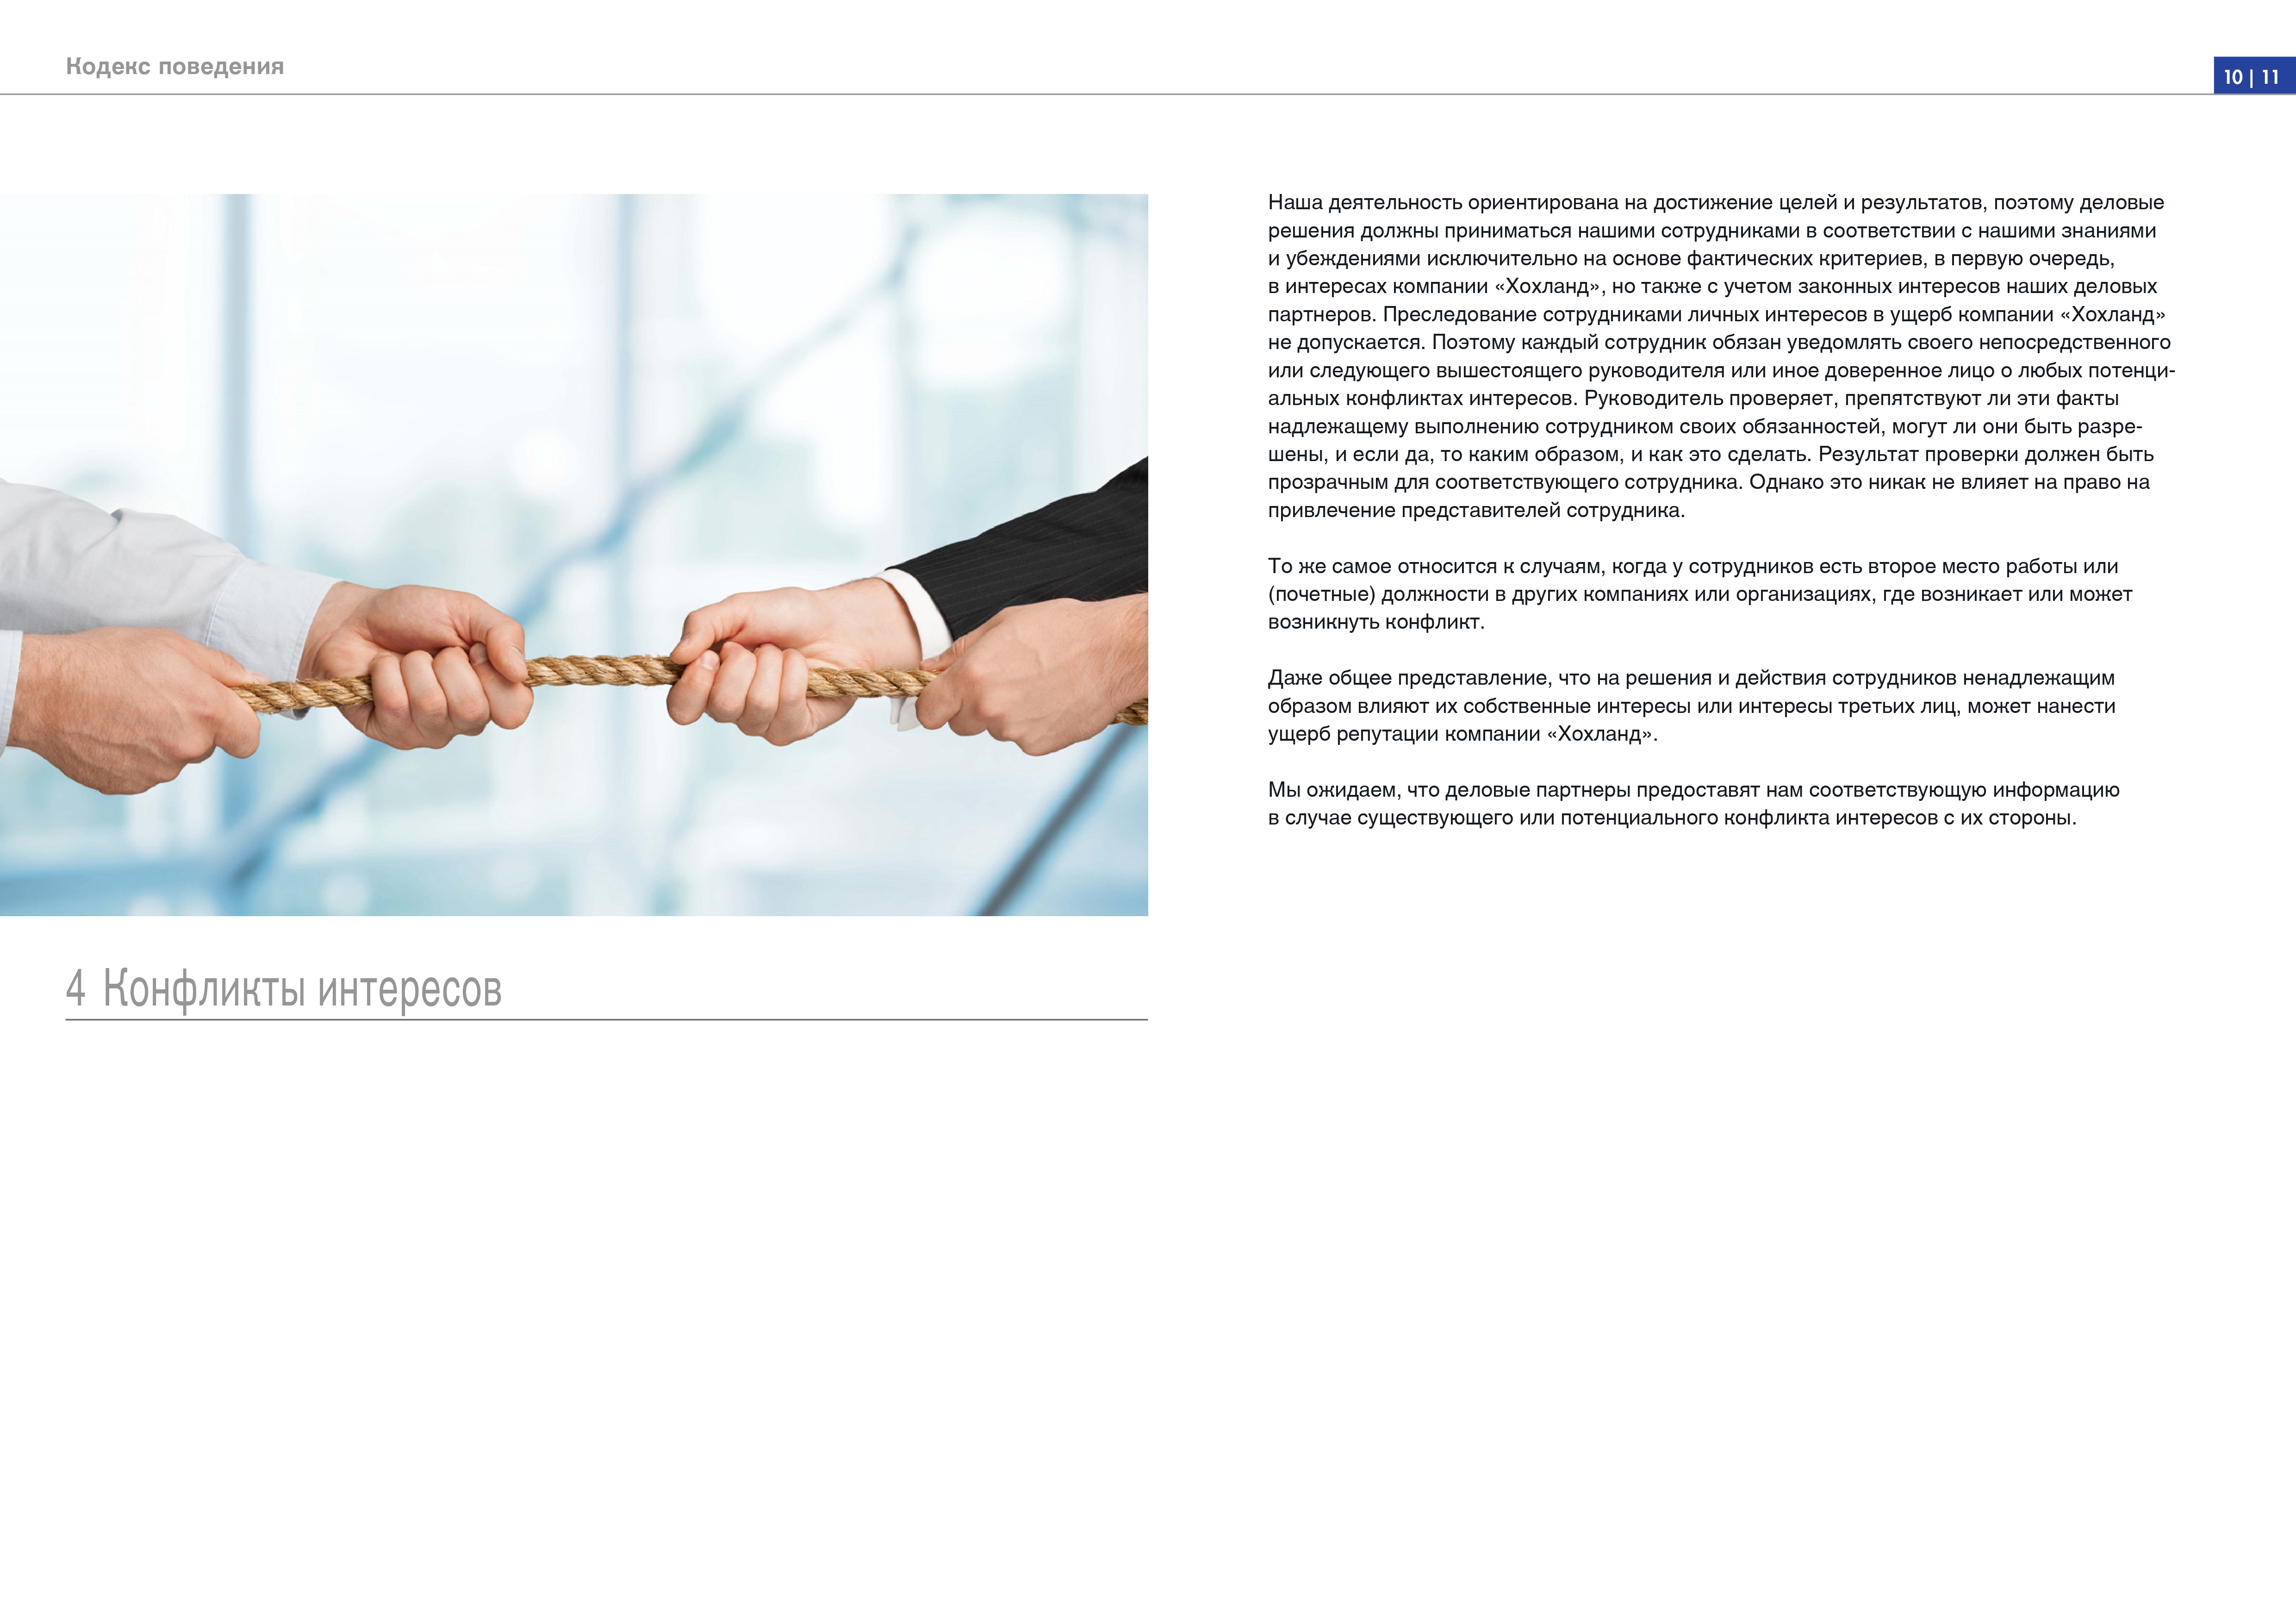 Кодекс поведения
10 | 11
Наша деятельность ориентирована на достижение целей и результатов, поэтому деловые
решения должны приниматься нашими сотрудниками в соответствии с нашими знаниями
и убеждениями исключительно на основе фактических критериев, в первую очередь,
в интересах компании «Хохланд», но также с учетом законных интересов наших деловых
партнеров. Преследование сотрудниками личных интересов в ущерб компании «Хохланд»
не допускается. Поэтому каждый сотрудник обязан уведомлять своего непосредственного
или следующего вышестоящего руководителя или иное доверенное лицо о любых потенци-
альных конфликтах интересов. Руководитель проверяет, препятствуют ли эти факты
надлежащему выполнению сотрудником своих обязанностей, могут ли они быть разре-
шены, и если да, то каким образом, и как это сделать. Результат проверки должен быть
прозрачным для соответствующего сотрудника. Однако это никак не влияет на право на
привлечение представителей сотрудника.
То же самое относится к случаям, когда у сотрудников есть второе место работы или
(почетные) должности в других компаниях или организациях, где возникает или может
возникнуть конфликт.
Даже общее представление, что на решения и действия сотрудников ненадлежащим
образом влияют их собственные интересы или интересы третьих лиц, может нанести
ущерб репутации компании «Хохланд».
Мы ожидаем, что деловые партнеры предоставят нам соответствующую информацию
в случае существующего или потенциального конфликта интересов с их стороны.
4 Конфликты интересов